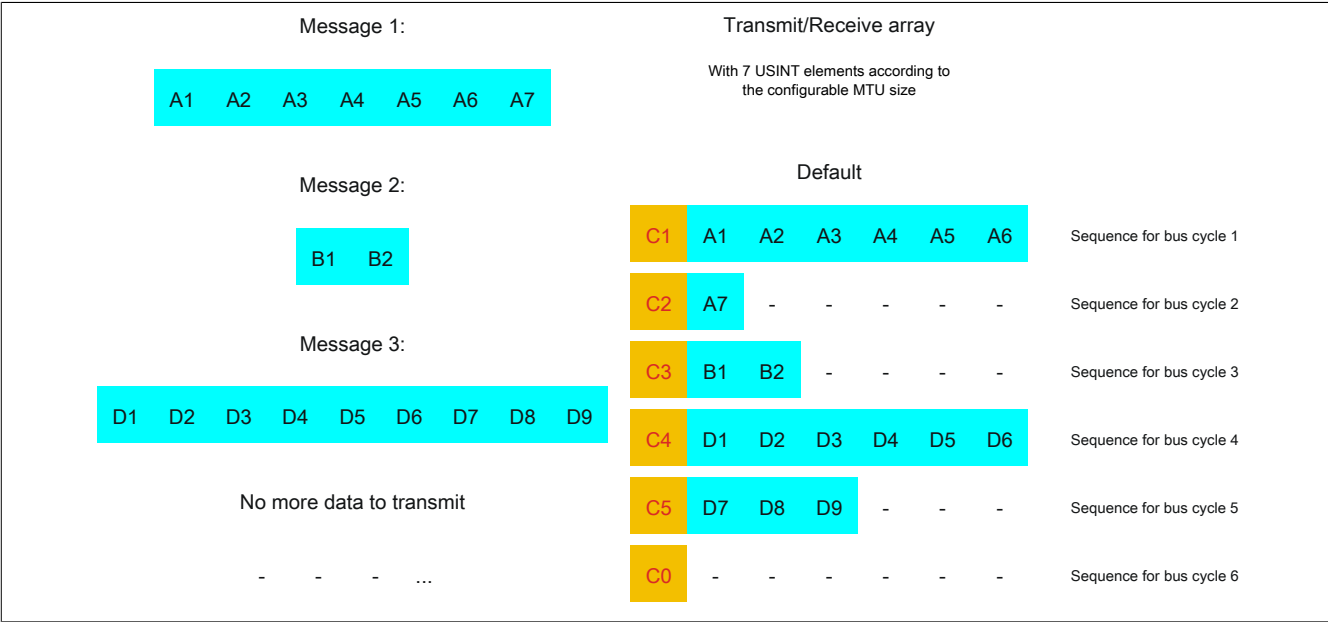 Message 1:
A1 A2 A3 A4 A5 A6 A7
Message 2:
B1 B2
Message 3:
D1 D2 D3 D4 D5 D6 D7 D8 D9
No more data to transmit
- - - ...
Transmit/Receive array
With 7 USINT elements according to
the configurable MTU size
Default
C1 A1 A2 A3 A4 A5 A6 Sequence for bus cycle 1
C2 A7 - - - - - Sequence for bus cycle 2
C3 B1 B2 - - - - Sequence for bus cycle 3
C4 D1 D2 D3 D4 D5 D6 Sequence for bus cycle 4
C5 D7 D8 D9 - - - Sequence for bus cycle 5
C0 - - - - - - Sequence for bus cycle 6